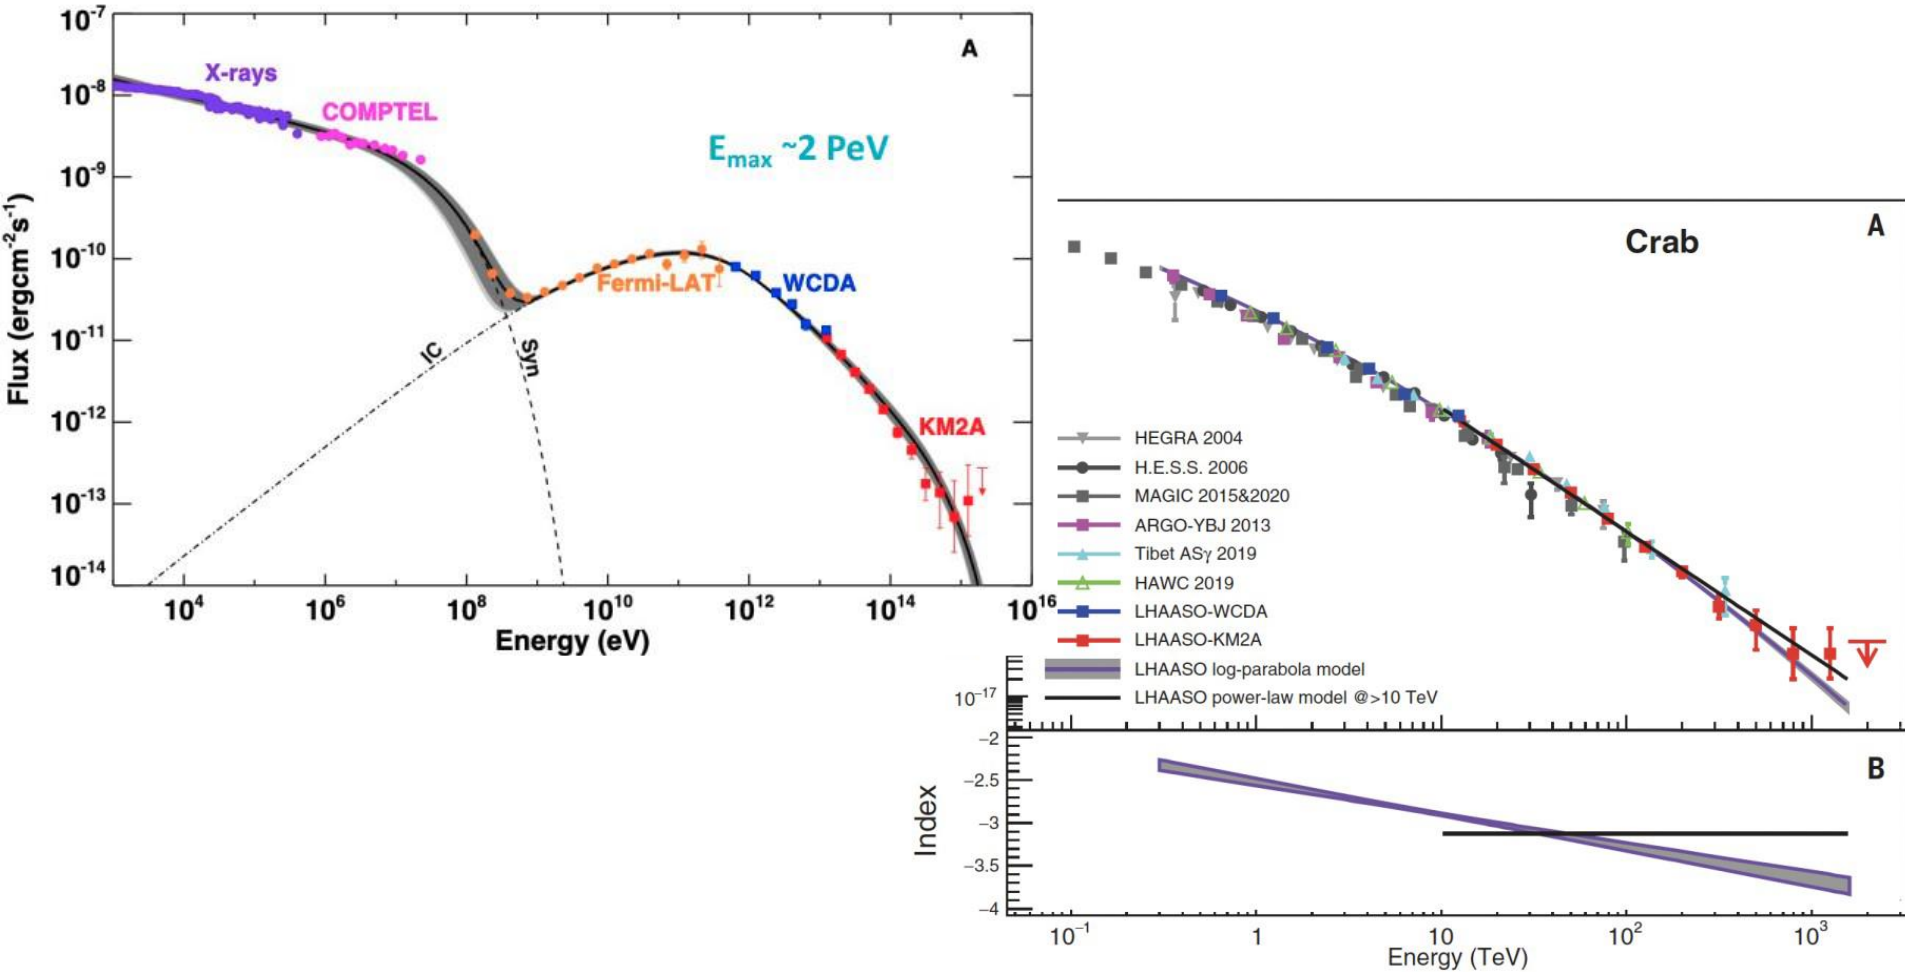 A
X-rays
COMPTEL
E_max ~2 PeV
Fermi-LAT
WCDA
IC
Syn
KM2A
10^-7
10^-8
10^-9
10^-10
10^-11
10^-12
10^-13
10^-14
Flux (ergcm^-2s^-1)
10^4 10^6 10^8 10^10 10^12 10^14 10^16
Energy (eV)
A
Crab
HEGRA 2004
H.E.S.S. 2006
MAGIC 2015&2020
ARGO-YBJ 2013
Tibet ASγ 2019
HAWC 2019
LHAASO-WCDA
LHAASO-KM2A
LHAASO log-parabola model
LHAASO power-law model @>10 TeV
10^-17
B
−2
−2.5
−3
−3.5
−4
Index
10^−1 1 10 10^2 10^3
Energy (TeV)